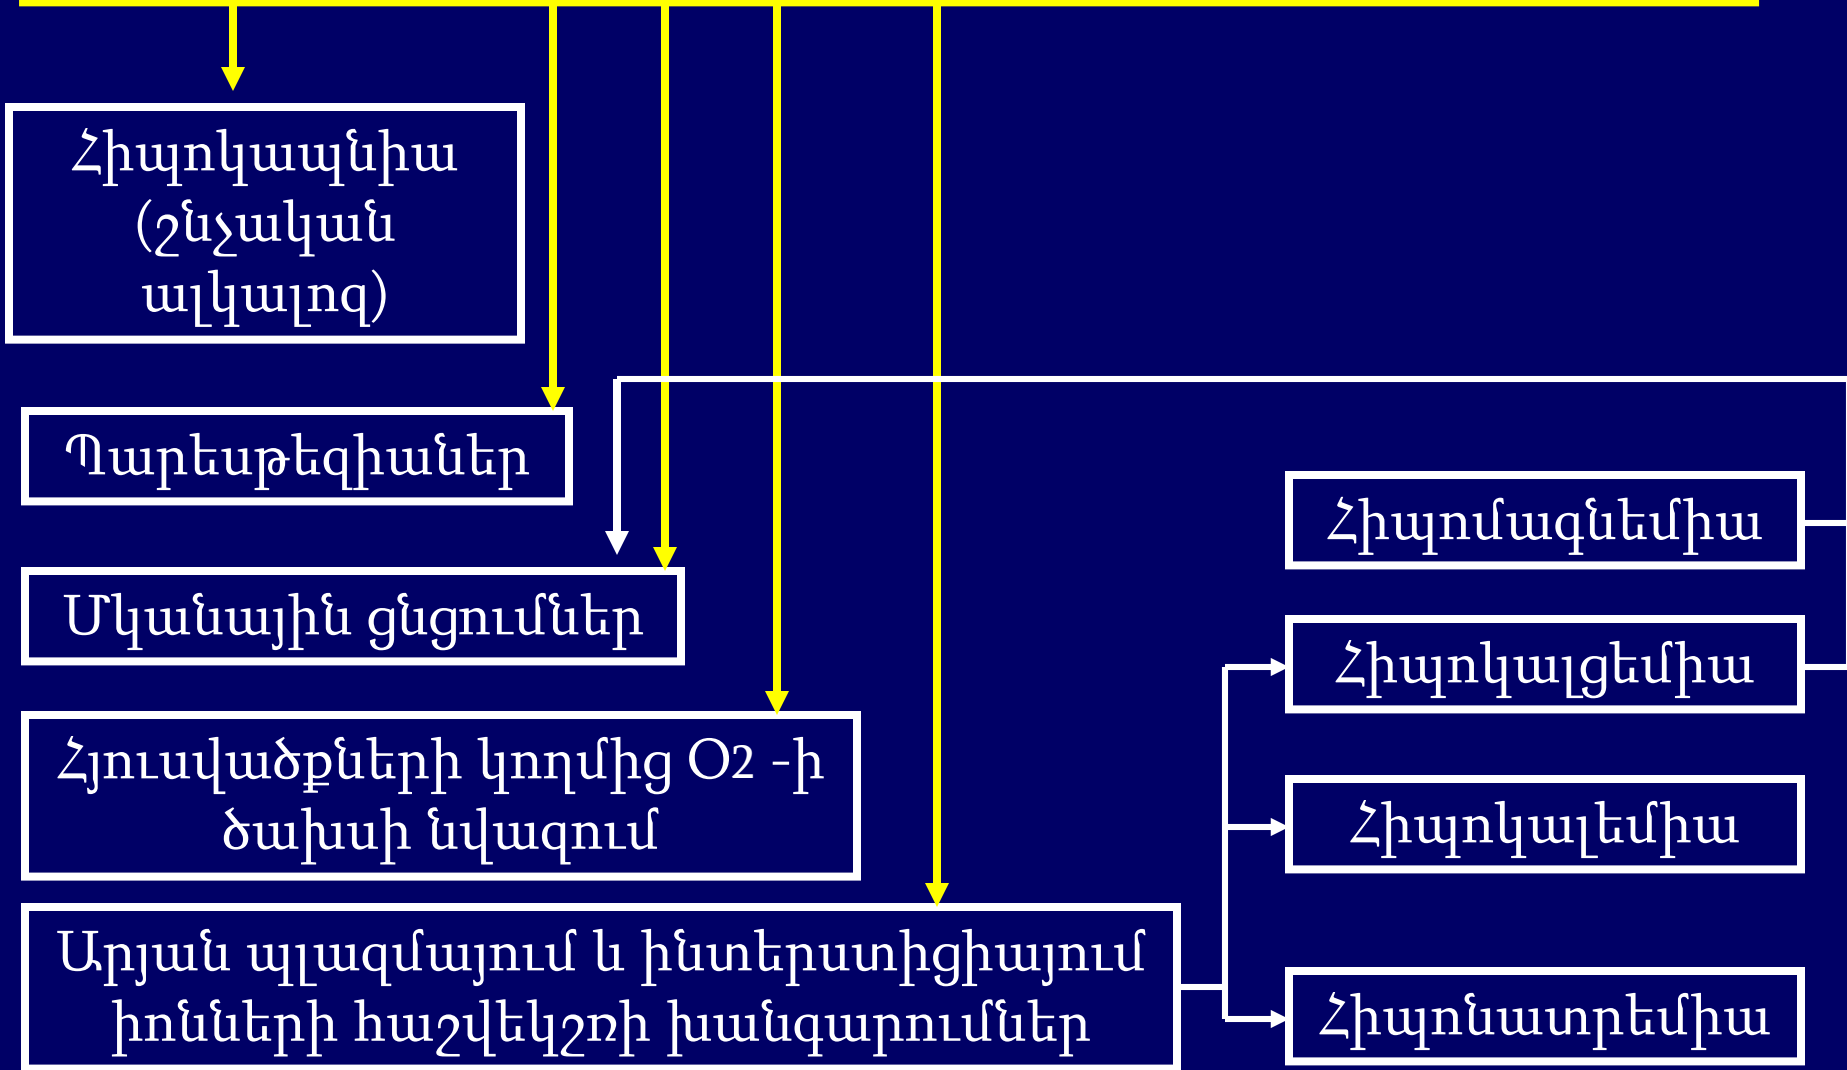 Հիպոկապնիա
(շնչական
ալկալոզ)
Պարեսթեզիաներ
Մկանային ցնցումներ
Հյուսվածքների կողմից O2 -ի
ծախսի նվազում
Արյան պլազմայում և ինտերստիցիայում
իոնների հաշվեկշռի խանգարումներ
Հիպոմագնեմիա
Հիպոկալցեմիա
Հիպոկալեմիա
Հիպոնատրեմիա